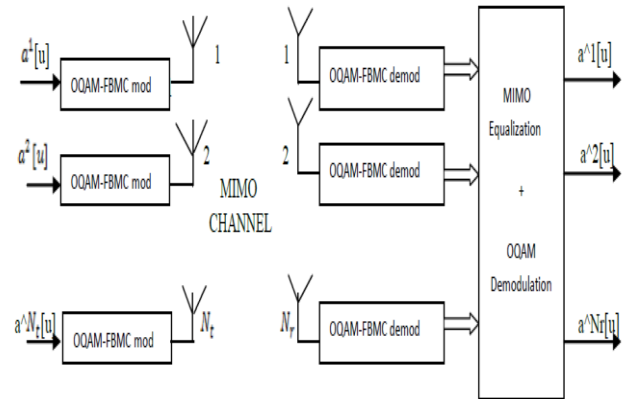 a¹[u]
OQAM-FBMC mod
1
1
OQAM-FBMC demod
a^1[u]
MIMO
Equalization
+
OQAM
Demodulation
a²[u]
OQAM-FBMC mod
2
MIMO
CHANNEL
2
OQAM-FBMC demod
a^2[u]
a^Nₜ[u]
OQAM-FBMC mod
Nₜ
Nᵣ
OQAM-FBMC demod
a^Nr[u]